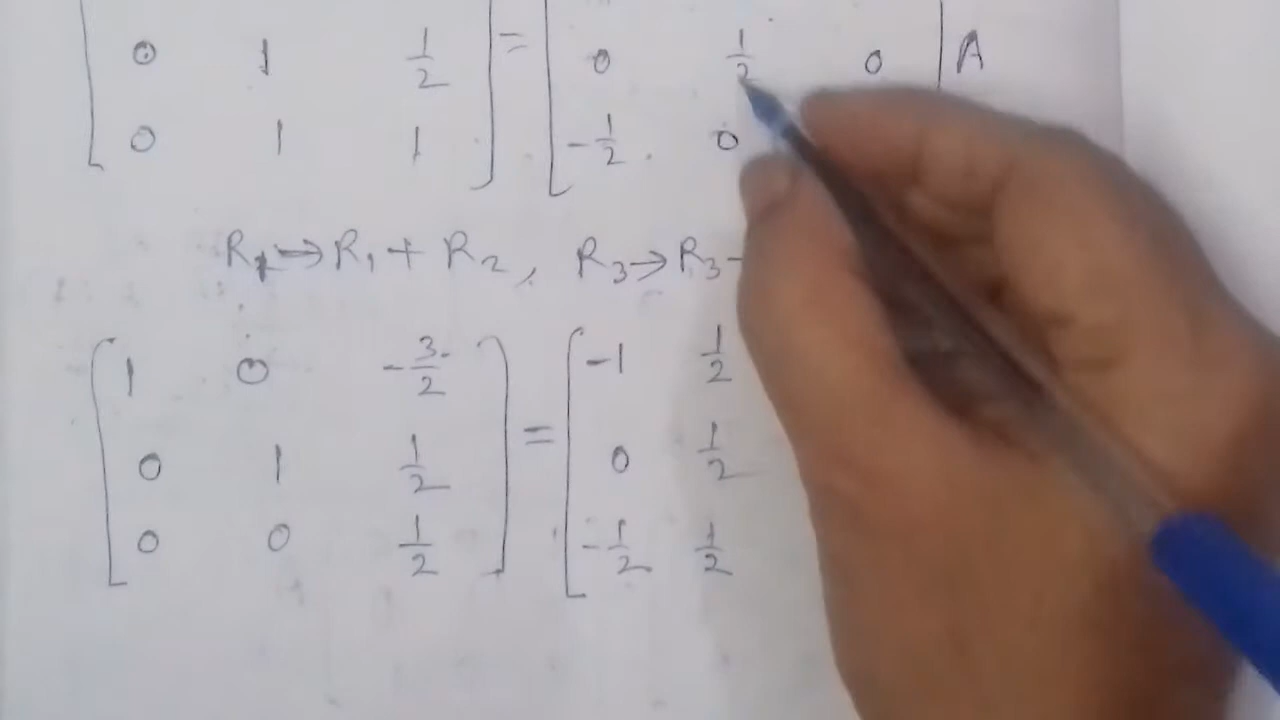 0 1 1/2 = 0 1/2 0 A
0 1 1 -1/2 0
R1 → R1 + R2, R3 → R3 -
1 0 -3/2 -1 1/2
0 1 1/2 = 0 1/2
0 0 1/2 -1/2 1/2